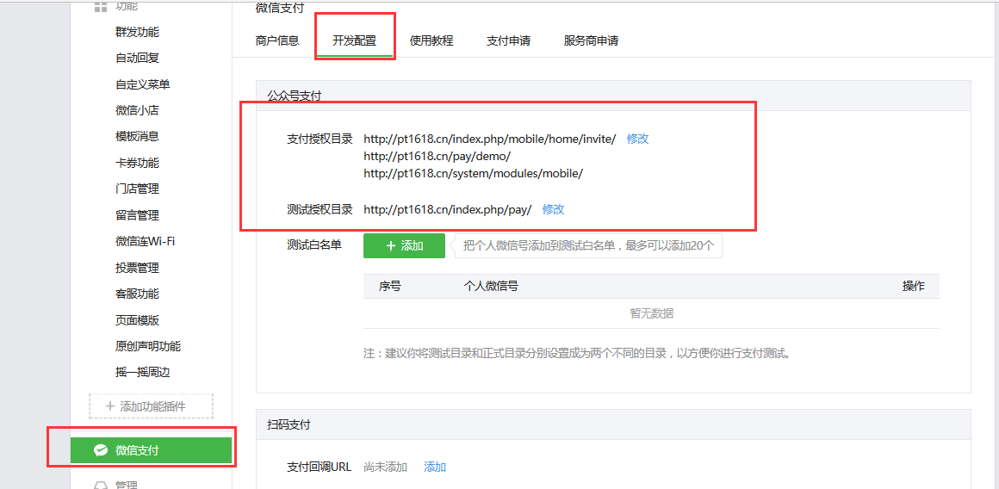 功能
群发功能
自动回复
自定义菜单
微信小店
模板消息
卡券功能
门店管理
留言管理
微信连Wi-Fi
投票管理
客服功能
页面模版
原创声明功能
摇一摇周边
添加功能插件
微信支付
管理
微信支付
商户信息 开发配置 使用教程 支付申请 服务商申请
公众号支付
支付授权目录 http://pt1618.cn/index.php/mobile/home/invite/ 修改
http://pt1618.cn/pay/demo/
http://pt1618.cn/system/modules/mobile/
测试授权目录 http://pt1618.cn/index.php/pay/ 修改
测试白名单 + 添加 把个人微信号添加到测试白名单，最多可以添加20个
序号 个人微信号 操作
暂无数据
注：建议你将测试目录和正式目录分别设置成为两个不同的目录，以方便你进行支付测试。
扫码支付
支付回调URL 尚未添加 添加